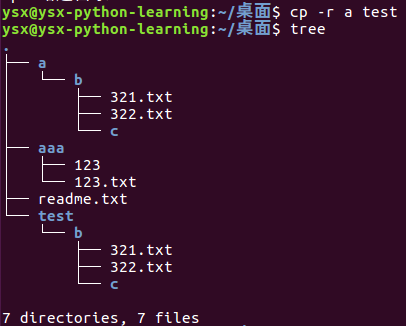 ysx@ysx-python-learning:~/桌面$ cp -r a test
ysx@ysx-python-learning:~/桌面$ tree
.
├── a
│   └── b
│       ├── 321.txt
│       ├── 322.txt
│       └── c
├── aaa
│   ├── 123
│   └── 123.txt
├── readme.txt
└── test
    └── b
        ├── 321.txt
        ├── 322.txt
        └── c
7 directories, 7 files